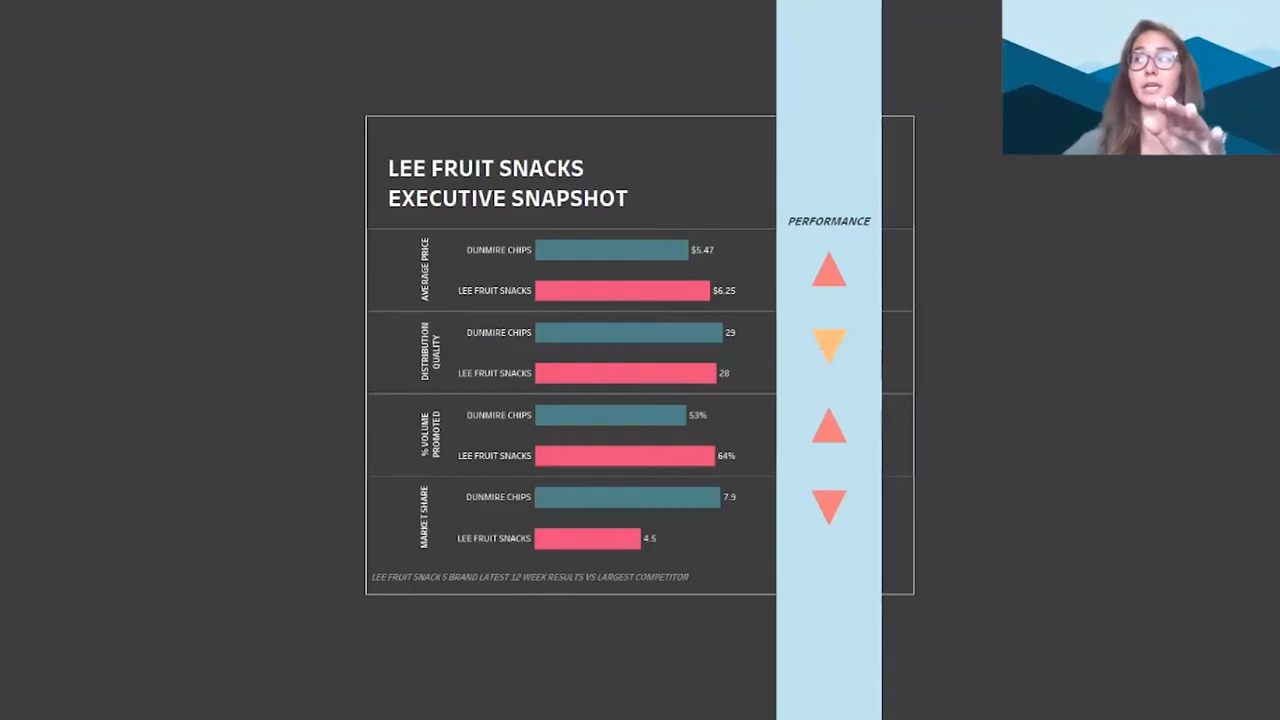 LEE FRUIT SNACKS
EXECUTIVE SNAPSHOT
PERFORMANCE
AVERAGE PRICE
DUNMIRE CHIPS $5.47
LEE FRUIT SNACKS $6.25
DISTRIBUTION
QUALITY
DUNMIRE CHIPS 29
LEE FRUIT SNACKS 28
% VOLUME
PROMOTED
DUNMIRE CHIPS 53%
LEE FRUIT SNACKS 64%
MARKET SHARE
DUNMIRE CHIPS 7.9
LEE FRUIT SNACKS 4.5
LEE FRUIT SNACK S BRAND LATEST 12 WEEK RESULTS VS LARGEST COMPETITOR